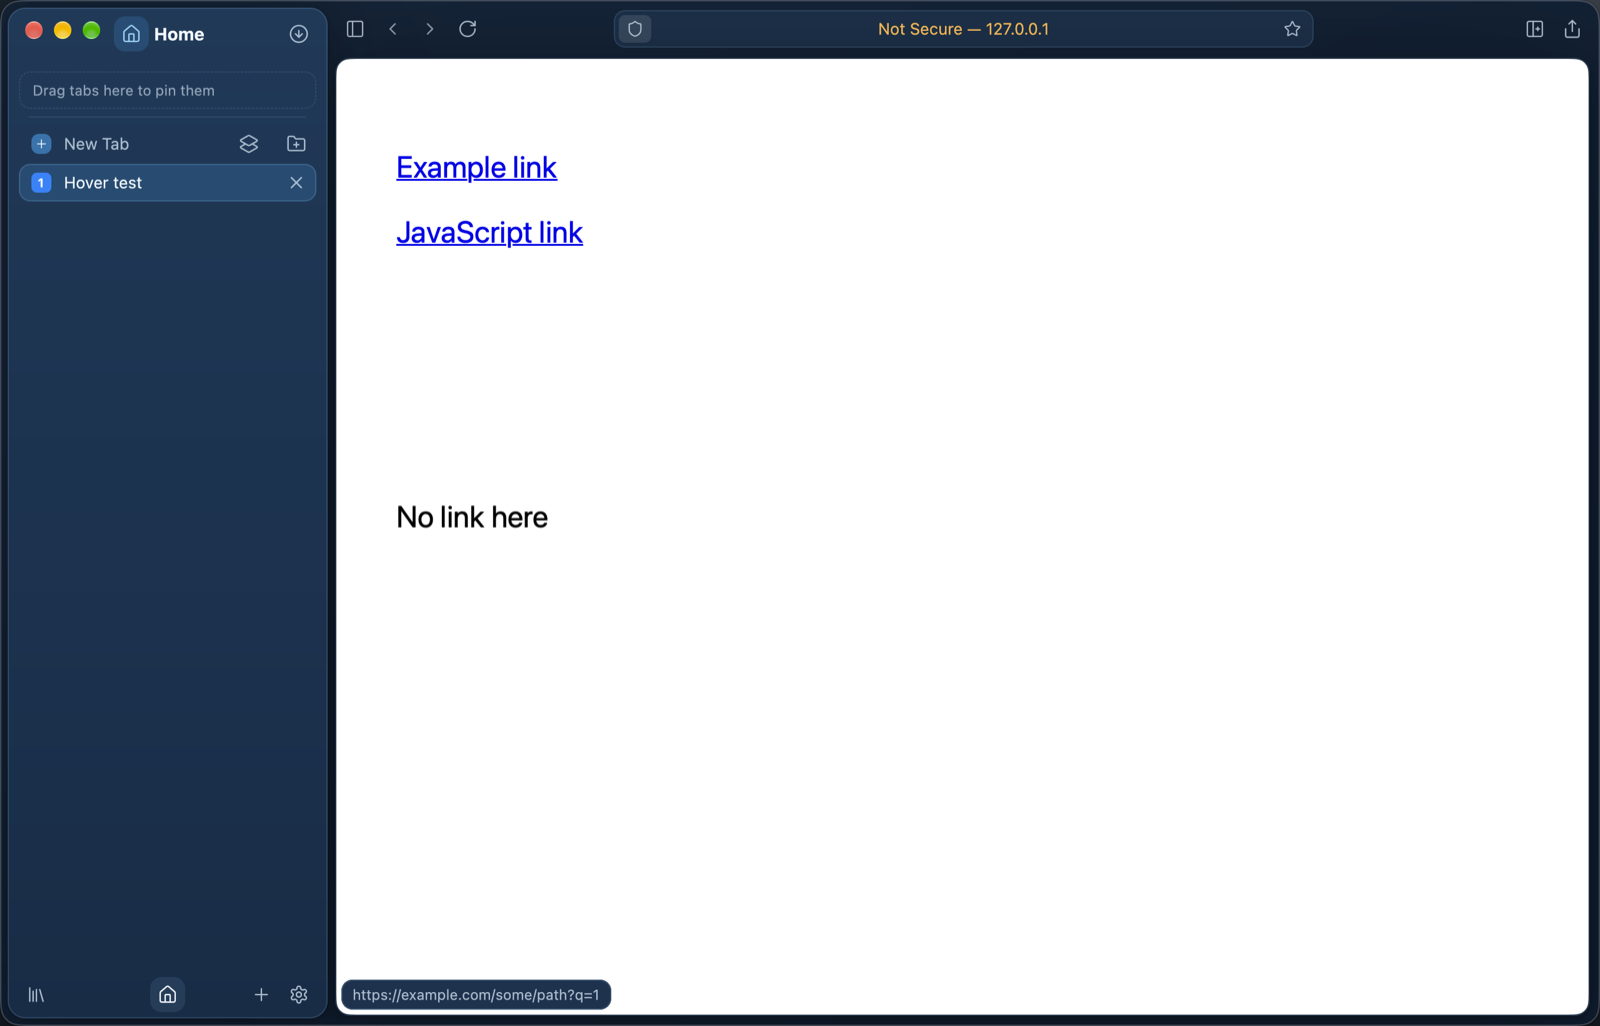 Home
Drag tabs here to pin them
New Tab
1 Hover test
Not Secure — 127.0.0.1
Example link
JavaScript link
No link here
https://example.com/some/path?q=1